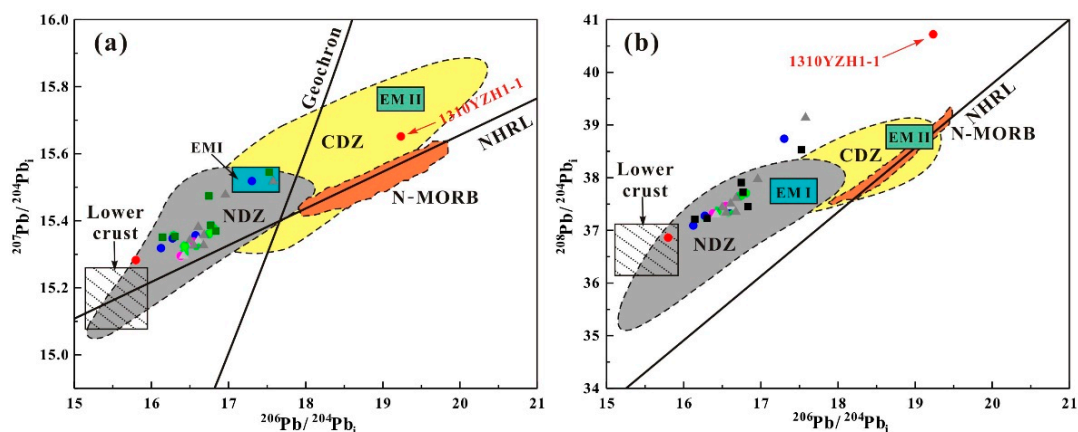 (a)
16.0
15.8
15.6
15.4
15.2
15.0
207Pb/204Pbi
15
16
17
18
19
20
21
206Pb/204Pbi
Geochron
EM II
1310YZH1-1
CDZ
NHRL
EMI
N-MORB
NDZ
Lower
crust
(b)
41
40
39
38
37
36
35
34
208Pb/204Pbi
15
16
17
18
19
20
21
206Pb/204Pbi
1310YZH1-1
NHRL
EM II
N-MORB
CDZ
EM I
NDZ
Lower
crust